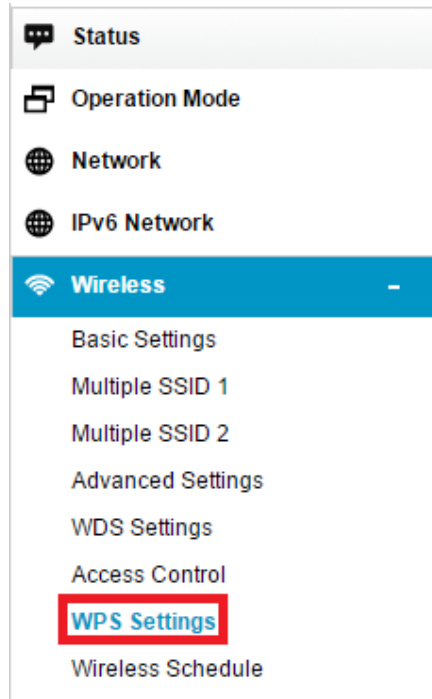 Status
Operation Mode
Network
IPv6 Network
Wireless -
Basic Settings
Multiple SSID 1
Multiple SSID 2
Advanced Settings
WDS Settings
Access Control
WPS Settings
Wireless Schedule